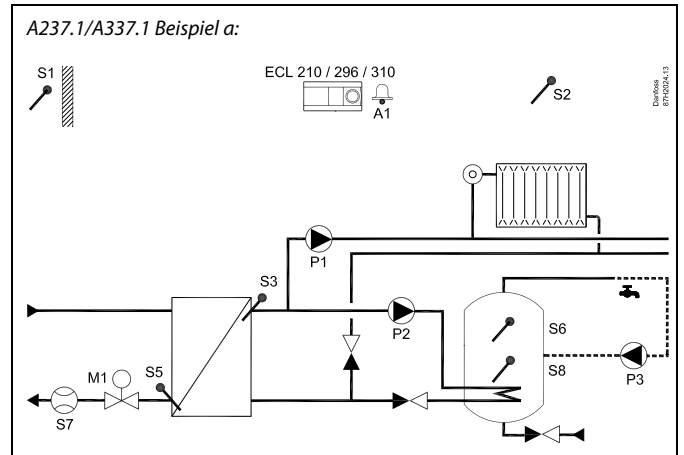 A237.1/A337.1 Beispiel a:
S1
ECL 210 / 296 / 310
A1
S2
Danfoss
87H2024.13
P1
S3
P2
S6
S8
P3
M1
S5
S7